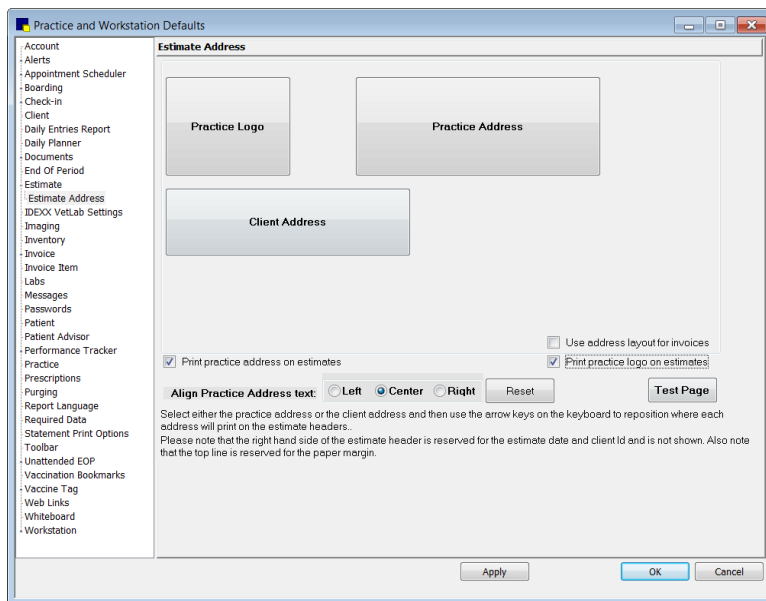 Practice and Workstation Defaults
Account
Alerts
Appointment Scheduler
Boarding
Check-in
Client
Daily Entries Report
Daily Planner
Documents
End Of Period
Estimate
Estimate Address
IDEXX VetLab Settings
Imaging
Inventory
Invoice
Invoice Item
Labs
Messages
Passwords
Patient
Patient Advisor
Performance Tracker
Practice
Prescriptions
Purging
Report Language
Required Data
Statement Print Options
Toolbar
Unattended EOP
Vaccination Bookmarks
Vaccine Tag
Web Links
Whiteboard
Workstation
Estimate Address
Practice Logo
Practice Address
Client Address
Use address layout for invoices
Print practice address on estimates
Print practice logo on estimates
Align Practice Address text: Left Center Right Reset Test Page
Select either the practice address or the client address and then use the arrow keys on the keyboard to reposition where each
address will print on the estimate headers..
Please note that the right hand side of the estimate header is reserved for the estimate date and client Id and is not shown. Also note
that the top line is reserved for the paper margin.
Apply OK Cancel